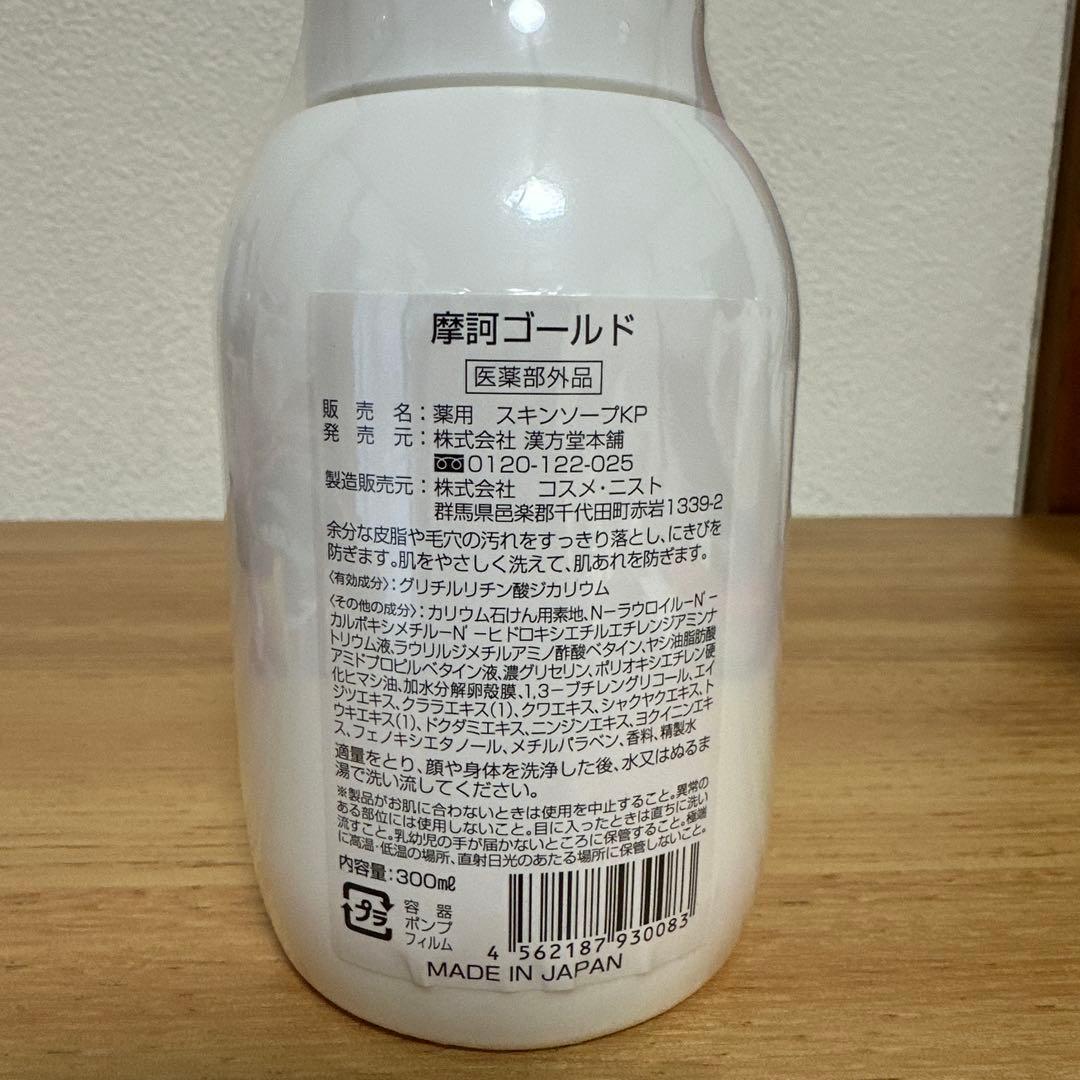 摩訶ゴールド
医薬部外品
販売名：薬用　スキンソープKP
発売元：株式会社 漢方堂本舗
0120-122-025
製造販売元：株式会社　コスメ・ニスト
群馬県邑楽郡千代田町赤岩1339-2
余分な皮脂や毛穴の汚れをすっきり落とし、にきびを
防ぎます。肌をやさしく洗えて、肌あれを防ぎます。
〈有効成分〉：グリチルリチン酸ジカリウム
〈その他の成分〉：カリウム石けん用素地、N－ラウロイル－N'－
カルボキシメチル－N'－ヒドロキシエチルエチレンジアミンナ
トリウム液、ラウリルジメチルアミノ酢酸ベタイン、ヤシ油脂肪酸
アミドプロピルベタイン液、濃グリセリン、ポリオキシエチレン硬
化ヒマシ油、加水分解卵殻膜、1,3－ブチレングリコール、エイ
ジツエキス、クララエキス(1)、クワエキス、シャクヤクエキス、ト
ウキエキス(1)、ドクダミエキス、ニンジンエキス、ヨクイニンエキ
ス、フェノキシエタノール、メチルパラベン、香料、精製水
適量をとり、顔や身体を洗浄した後、水又はぬるま
湯で洗い流してください。
※製品がお肌に合わないときは使用を中止すること。異常の
ある部位には使用しないこと。目に入ったときは直ちに洗い
流すこと。乳幼児の手が届かないところに保管すること。極端
に高温・低温の場所、直射日光のあたる場所に保管しないこと。
内容量：300㎖
プラ
容器
ポンプ
フィルム
4 562187 930083
MADE IN JAPAN